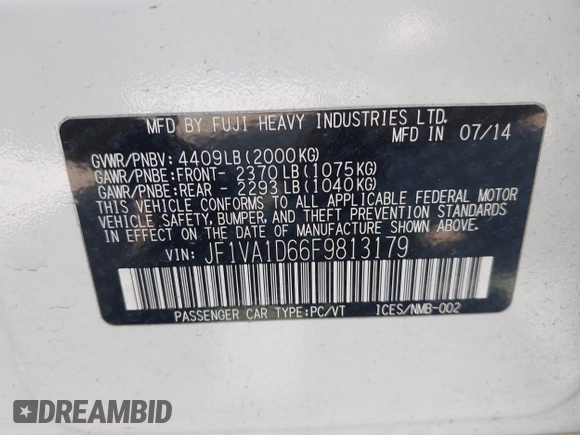 MFD BY FUJI HEAVY INDUSTRIES LTD.
MFD IN 07/14
GVWR/PNBV: 4409LB(2000KG)
GAWR/PNBE:FRONT- 2370LB(1075KG)
GAWR/PNBE:REAR - 2293LB(1040KG)
THIS VEHICLE CONFORMS TO ALL APPLICABLE FEDERAL MOTOR
VEHICLE SAFETY, BUMPER, AND THEFT PREVENTION STANDARDS
IN EFFECT ON THE DATE OF MANUFACTURE SHOWN ABOVE.
VIN: JF1VA1D66F9813179
PASSENGER CAR TYPE:PC/VT ICES/NMB-002
DREAMBID